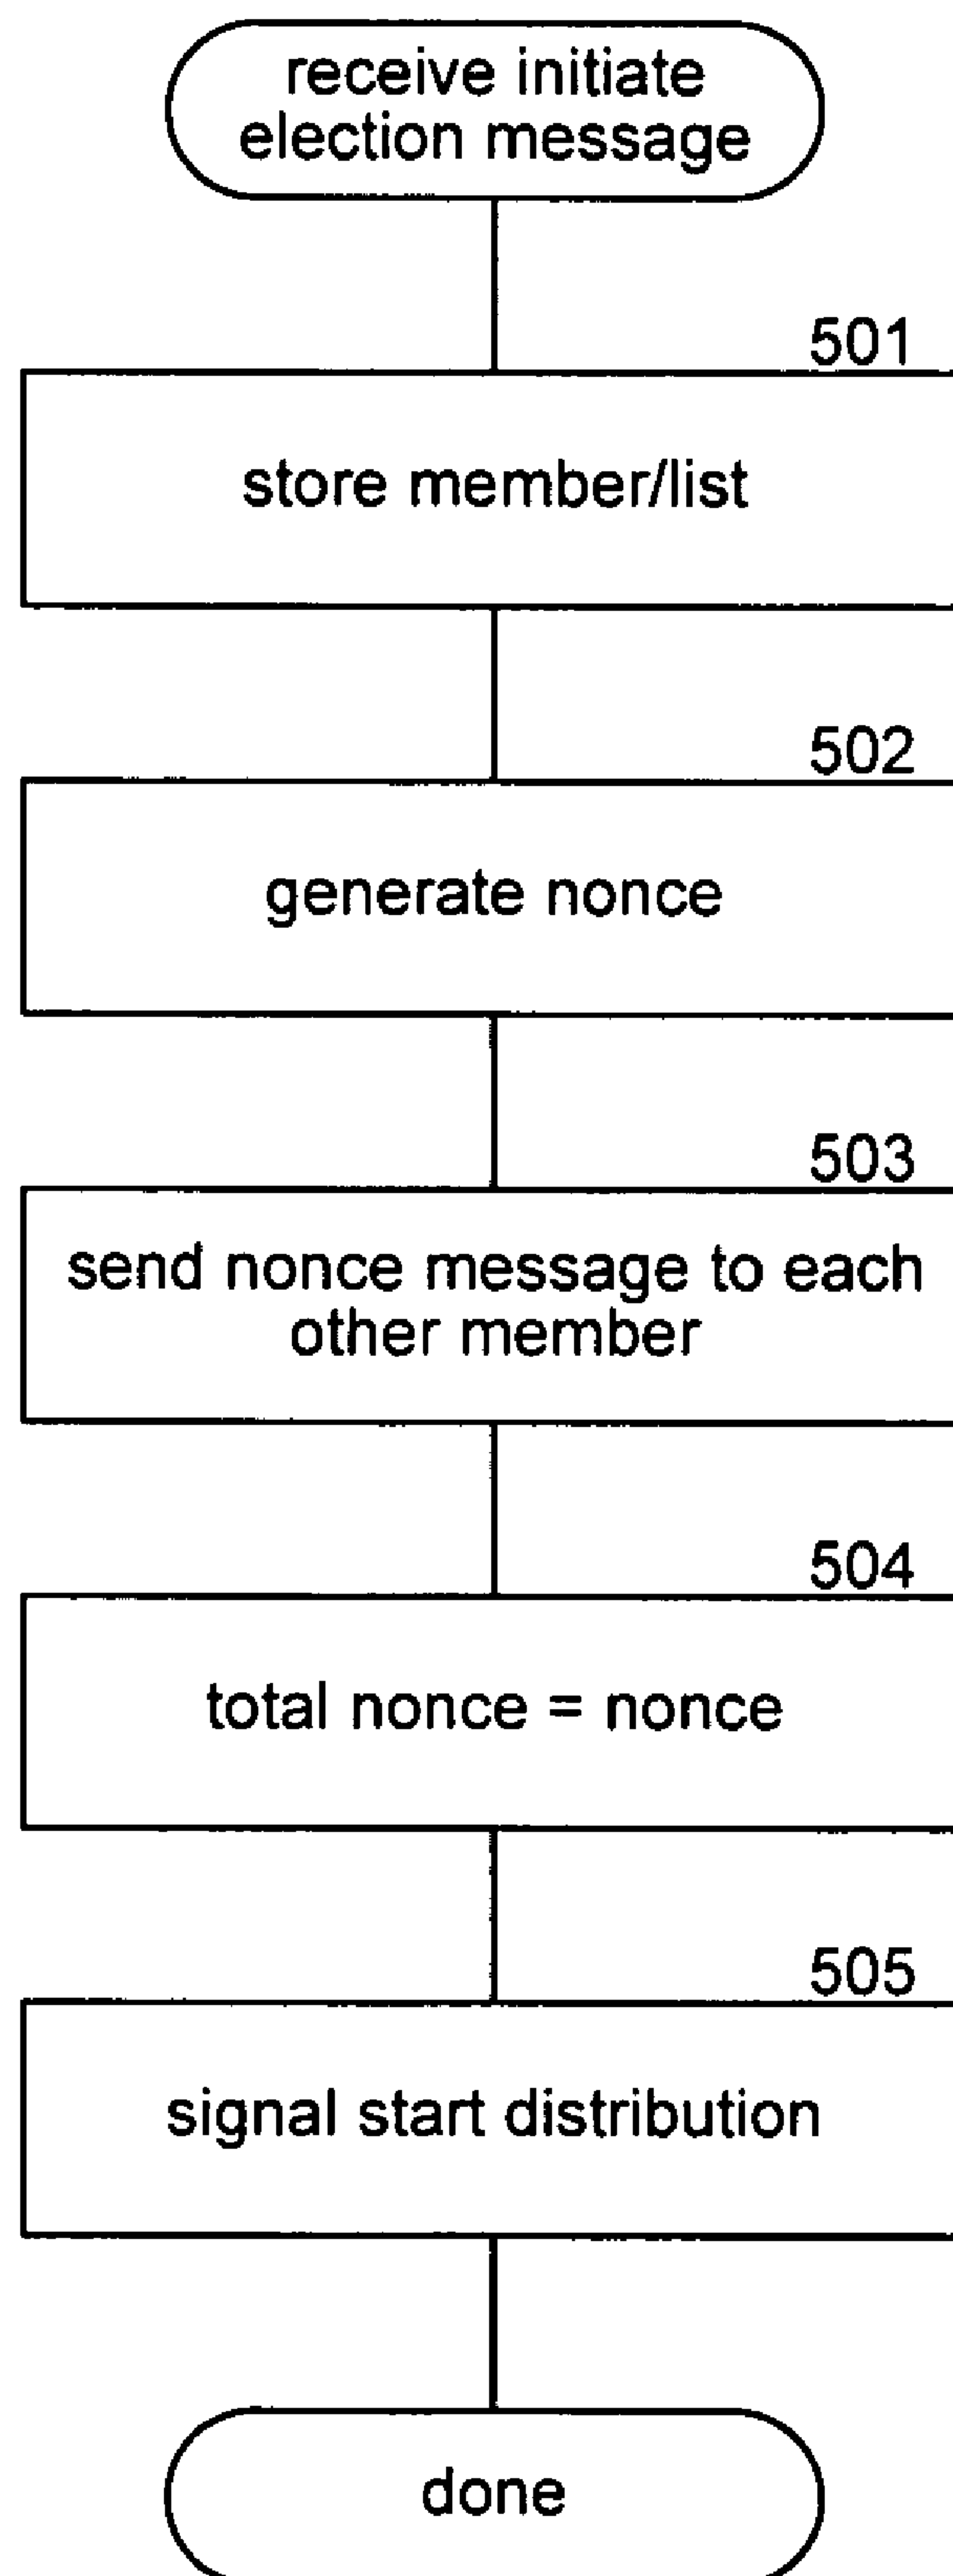 receive initiate
election message
501
store member/list
502
generate nonce
503
send nonce message to each
other member
504
total nonce = nonce
505
signal start distribution
done